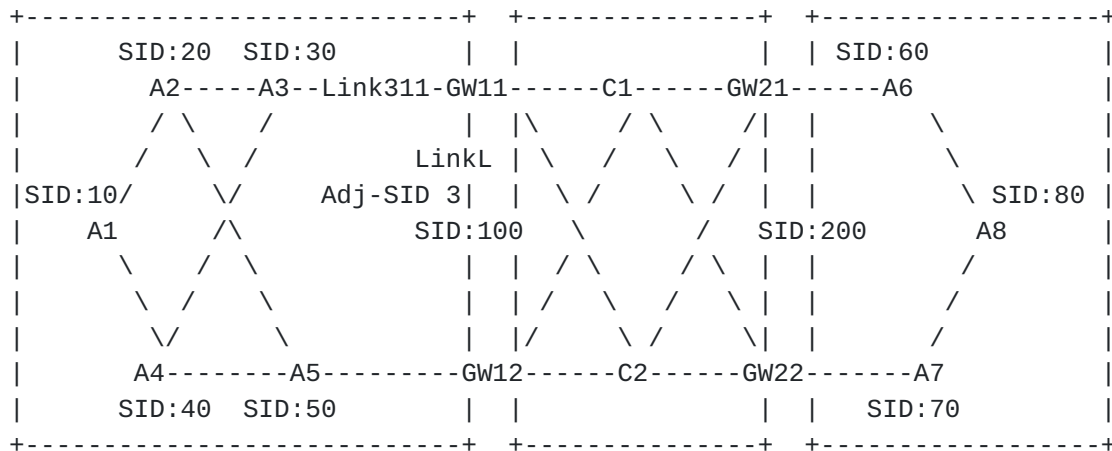 SID:20 SID:30 SID:60
A2-----A3--Link311-GW11------C1------GW21------A6
LinkL
SID:10 Adj-SID 3 SID:80
A1 SID:100 SID:200 A8
A4--------A5---------GW12------C2------GW22-------A7
SID:40 SID:50 SID:70